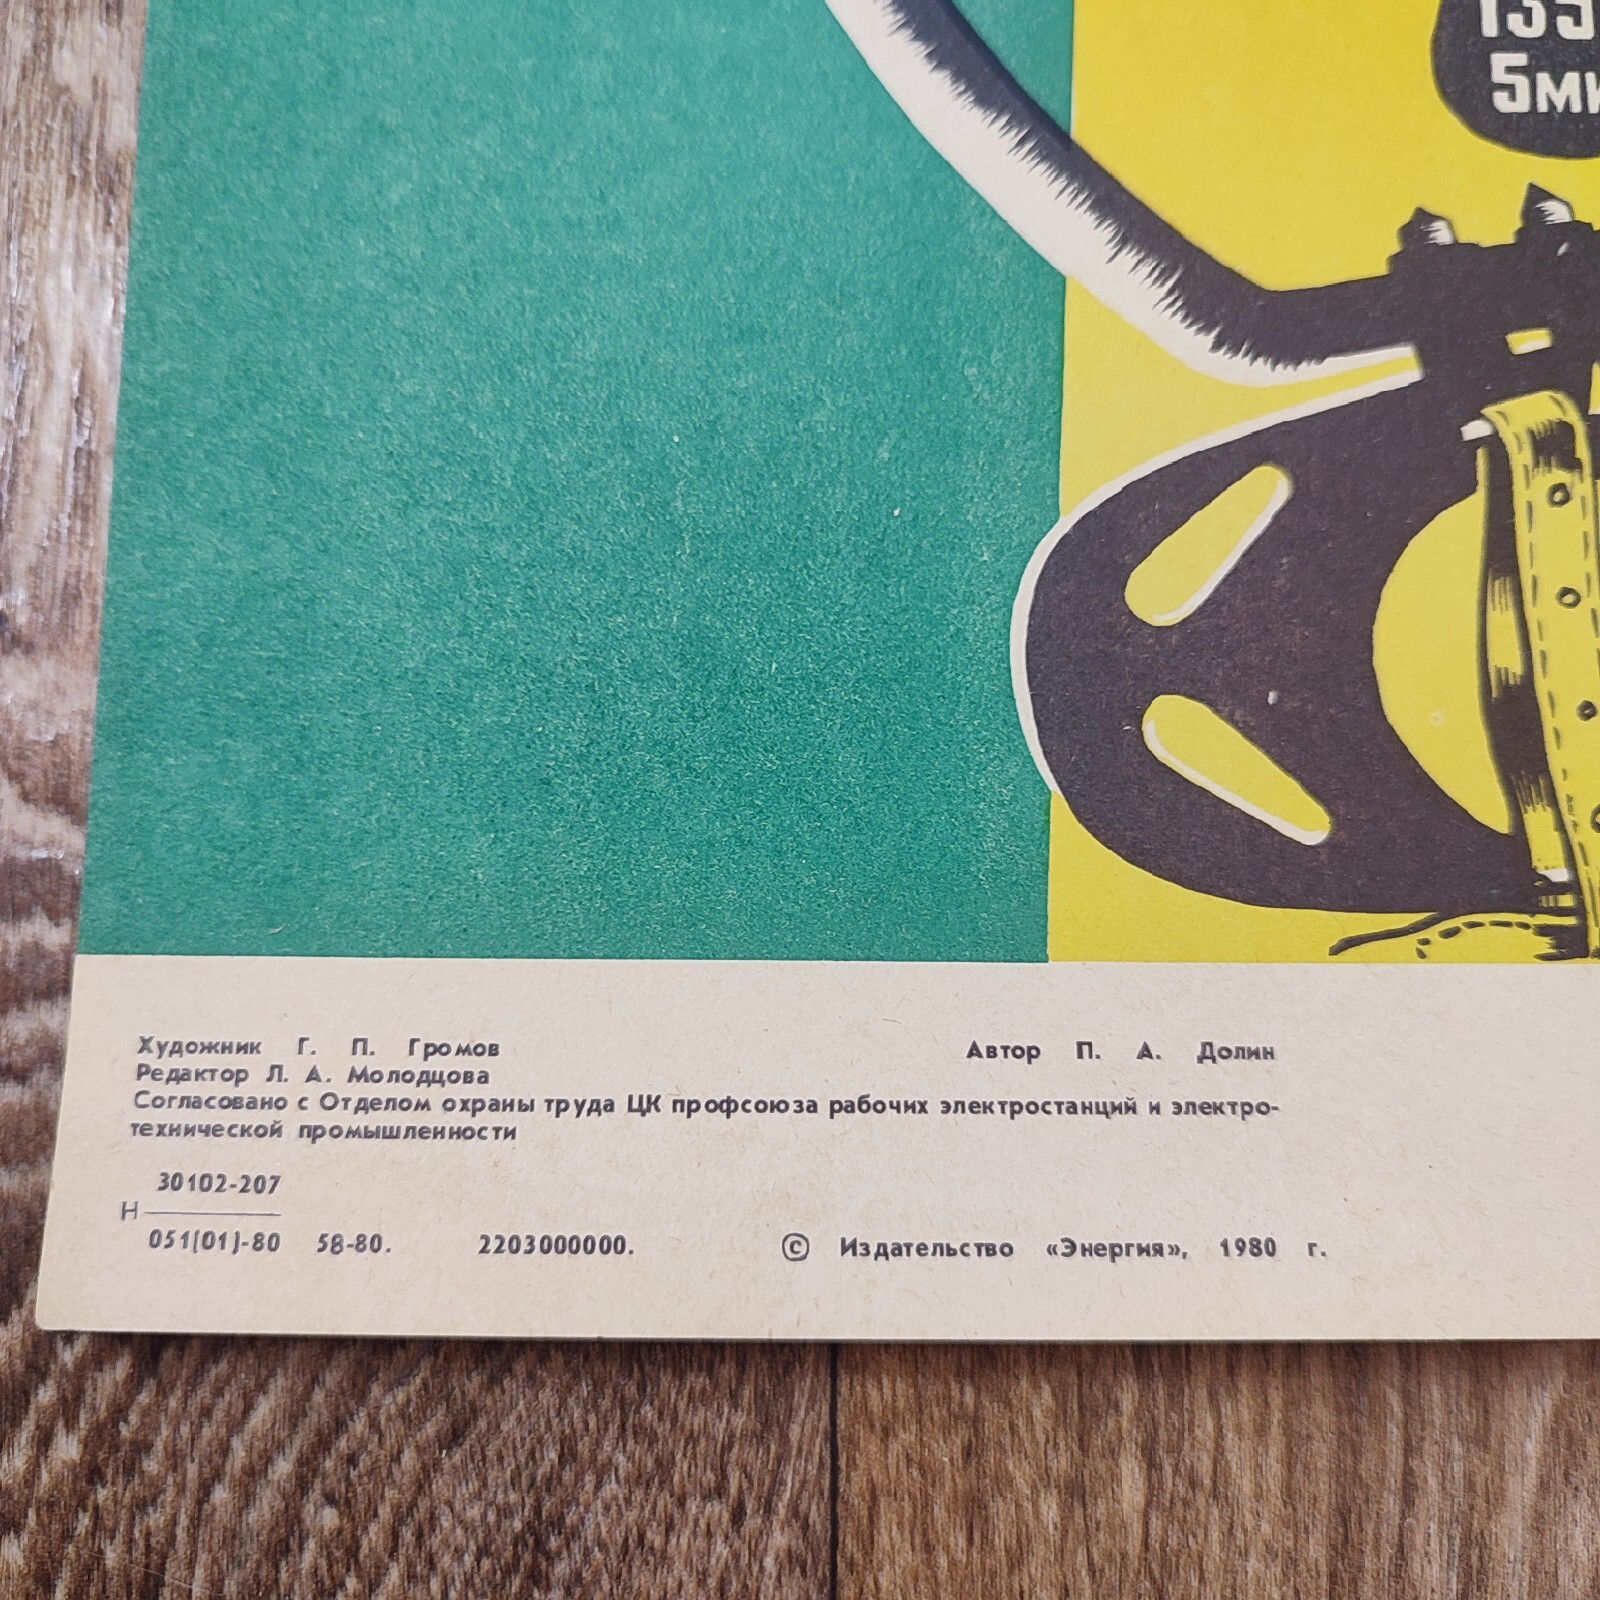 5ми
Художник Г. П. Громов
Автор П. А. Долин
Редактор Л. А. Молодцова
Согласовано с Отделом охраны труда ЦК профсоюза рабочих электростанций и электро-
технической промышленности
30102-207
Н
051(01)-80 58-80. 2203000000. © Издательство «Энергия», 1980 г.